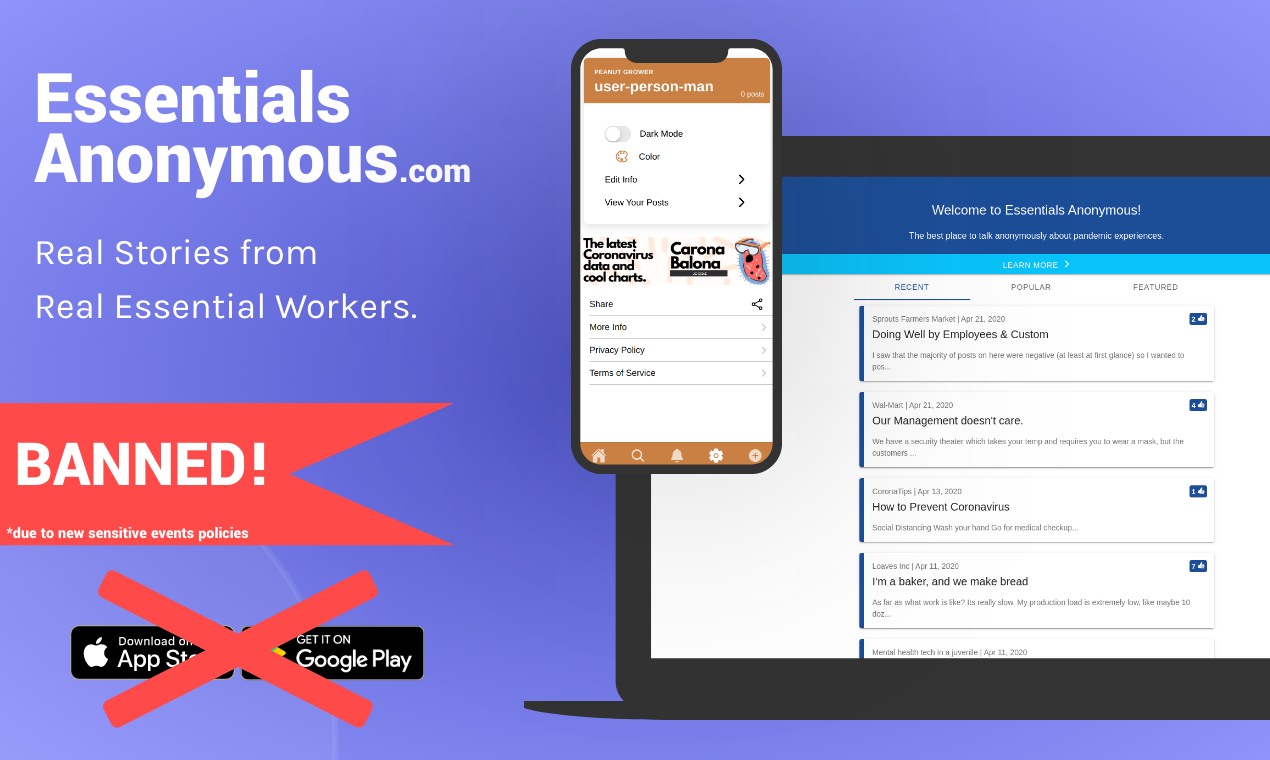 Essentials
Anonymous.com
Real Stories from
Real Essential Workers.
BANNED!
*due to new sensitive events policies
Download on
App Sto
GET IT ON
Google Play
PEANUT GROWER
user-person-man
0 posts
Dark Mode
Color
Edit Info
View Your Posts
The latest
Coronavirus
data and
cool charts.
Carona
Balona
Share
More Info
Privacy Policy
Terms of Service
Welcome to Essentials Anonymous!
The best place to talk anonymously about pandemic experiences.
LEARN MORE
RECENT POPULAR FEATURED
Sprouts Farmers Market | Apr 21, 2020
2
Doing Well by Employees & Custom
I saw that the majority of posts on here were negative (at least at first glance) so I wanted to
pos...
Wal-Mart | Apr 21, 2020
4
Our Management doesn't care.
We have a security theater which takes your temp and requires you to wear a mask, but the
customers ...
CoronaTips | Apr 13, 2020
1
How to Prevent Coronavirus
Social Distancing Wash your hand Go for medical checkup...
Loaves Inc | Apr 11, 2020
7
I'm a baker, and we make bread
As far as what work is like? Its really slow. My production load is extremely low, like maybe 10
doz...
Mental health tech in a juvenile | Apr 11, 2020